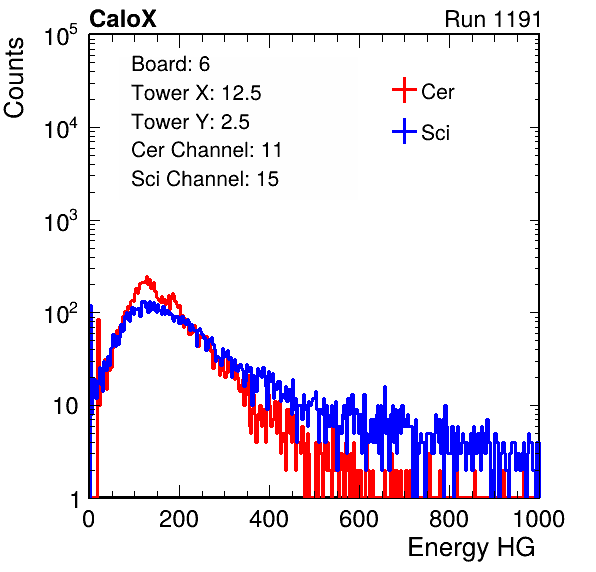 CaloX Run 1191
Counts
10^5
10^4
10^3
10^2
10
1
Board: 6
Tower X: 12.5
Tower Y: 2.5
Cer Channel: 11
Sci Channel: 15
Cer
Sci
0 200 400 600 800 1000
Energy HG